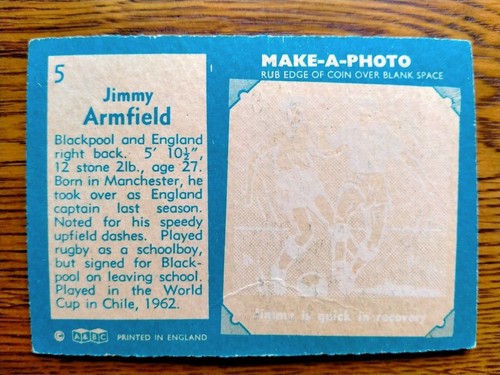 5
Jimmy
Armfield
Blackpool and England
right back. 5' 10½",
12 stone 2lb., age 27.
Born in Manchester, he
took over as England
captain last season.
Noted for his speedy
upfield dashes. Played
rugby as a schoolboy,
but signed for Black-
pool on leaving school.
Played in the World
Cup in Chile, 1962.
© A&BC PRINTED IN ENGLAND
MAKE-A-PHOTO
RUB EDGE OF COIN OVER BLANK SPACE
Jimmy is quick in recovery